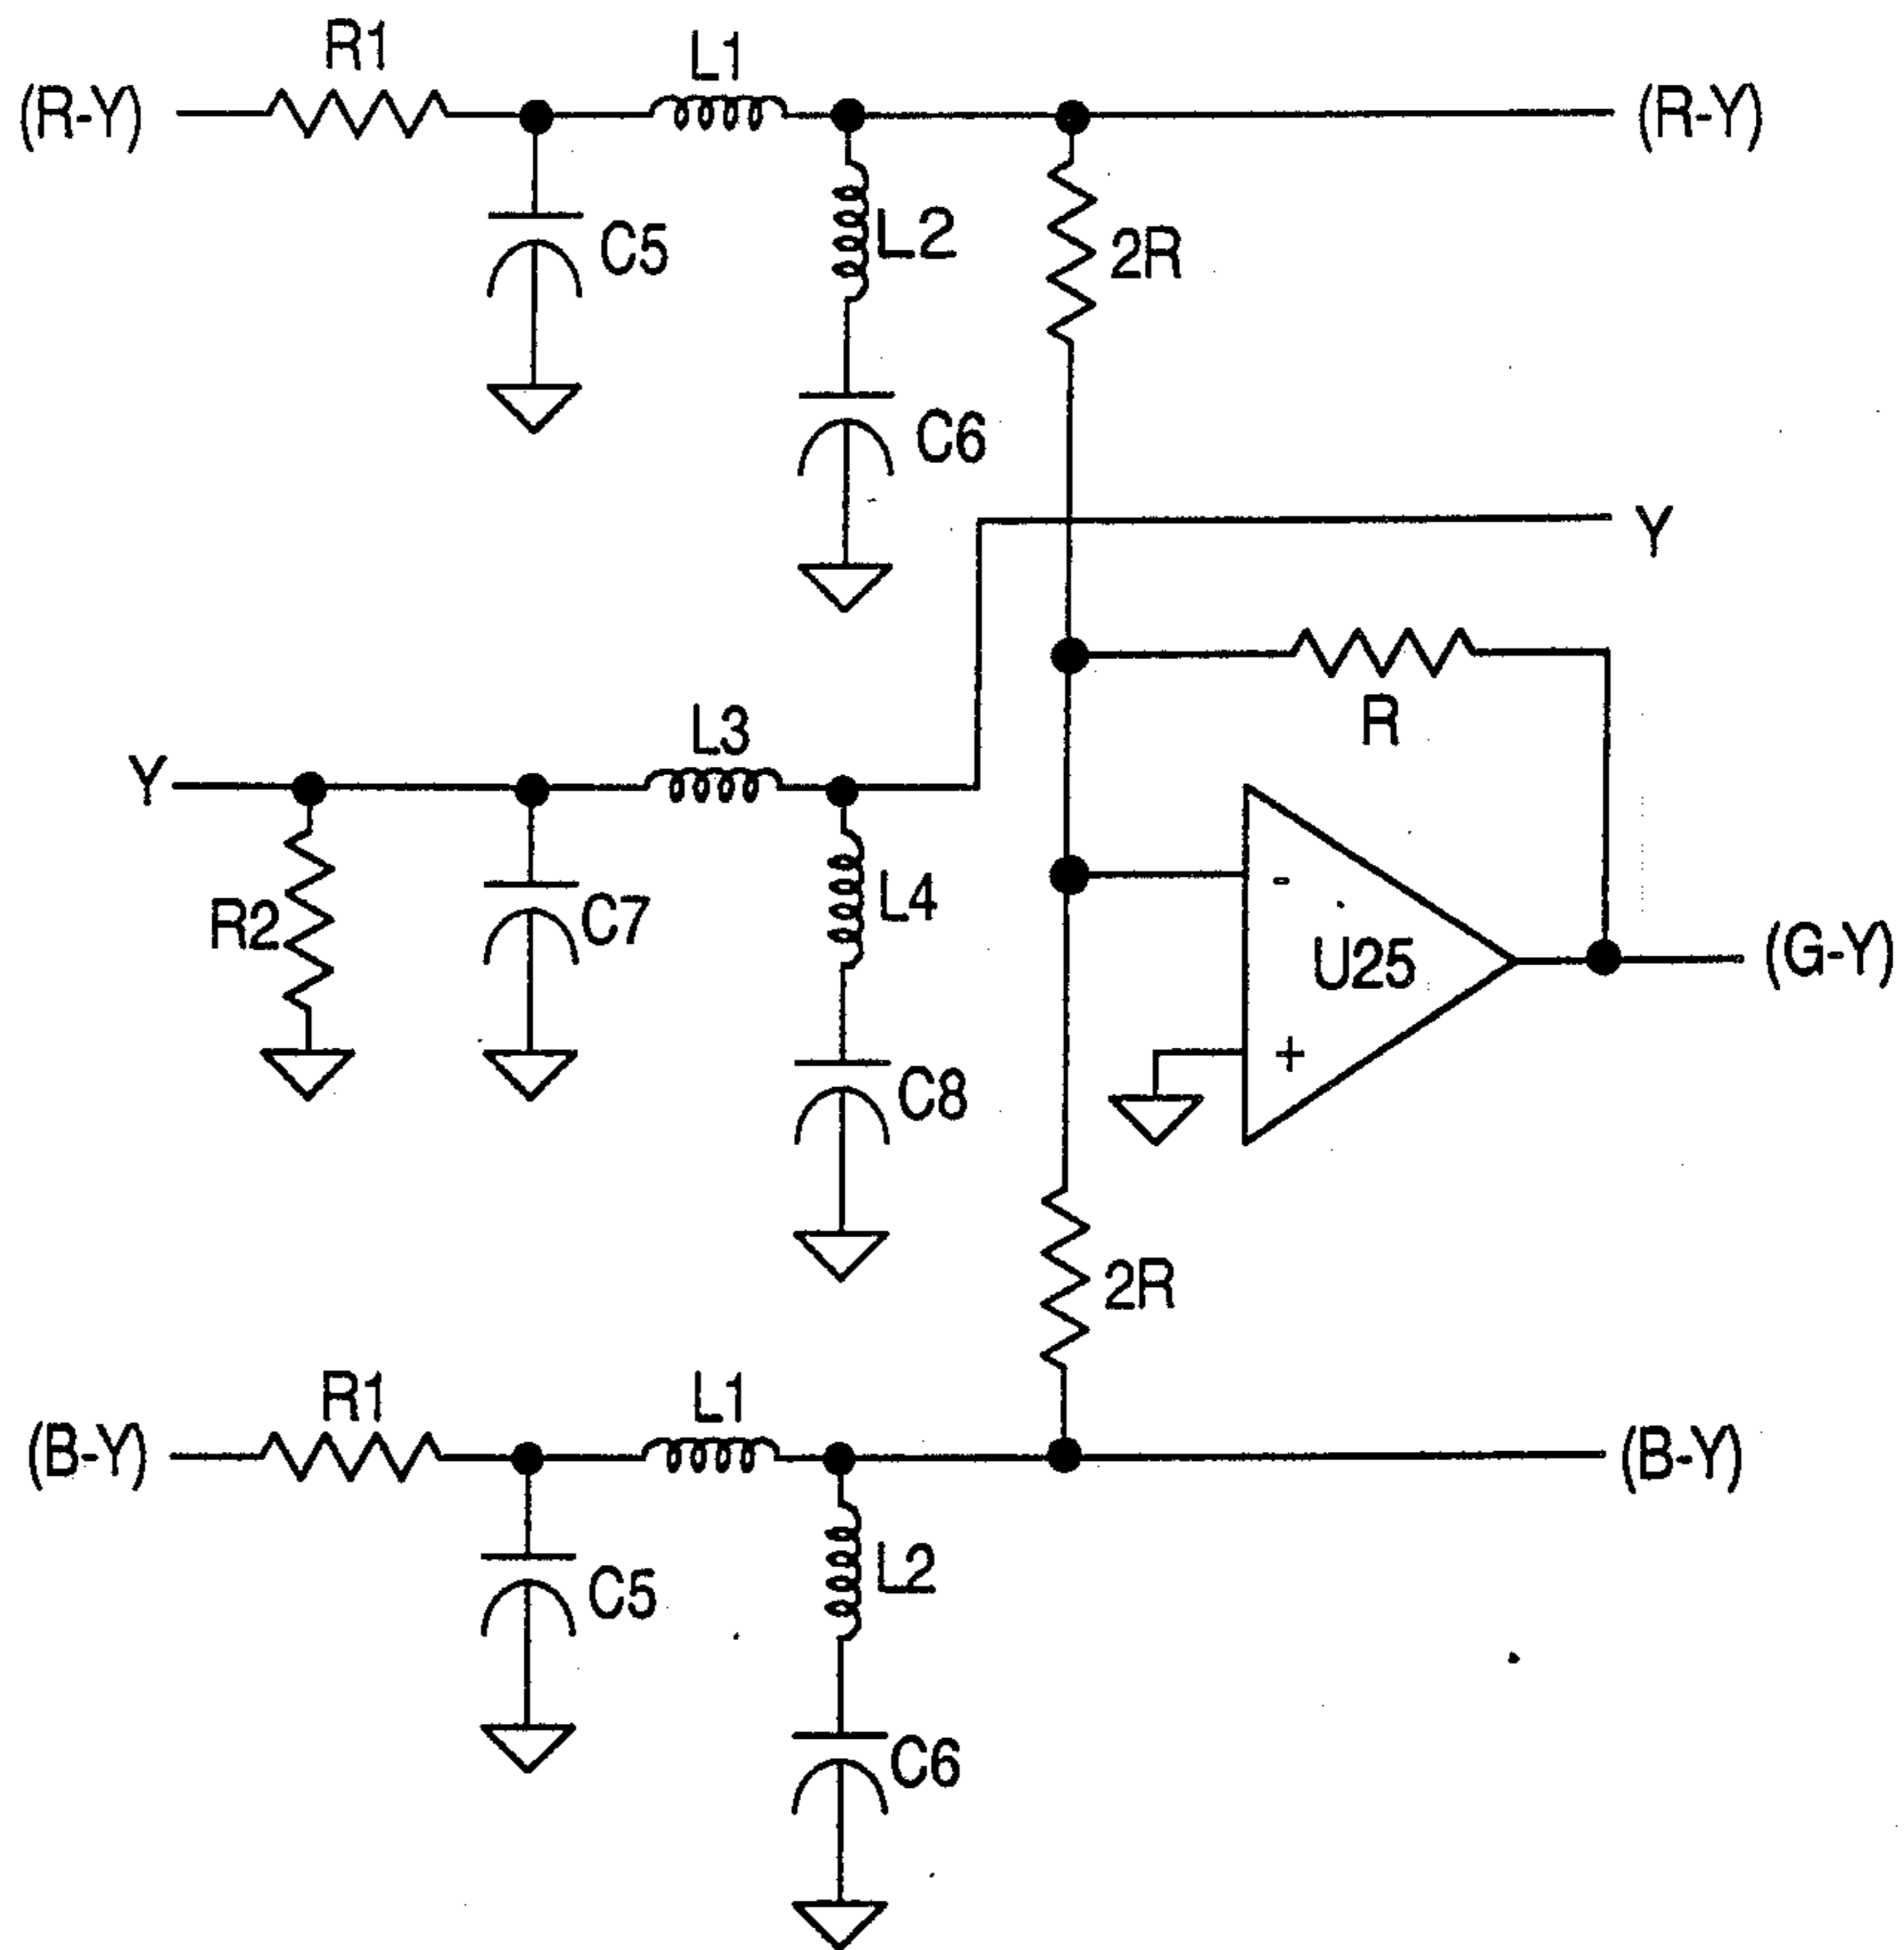 R1
L1
(R-Y)
(R-Y)
C5
L2
2R
C6
Y
R
L3
Y
R2
C7
L4
-
U25
(G-Y)
+
C8
2R
R1
L1
(B-Y)
(B-Y)
C5
L2
C6